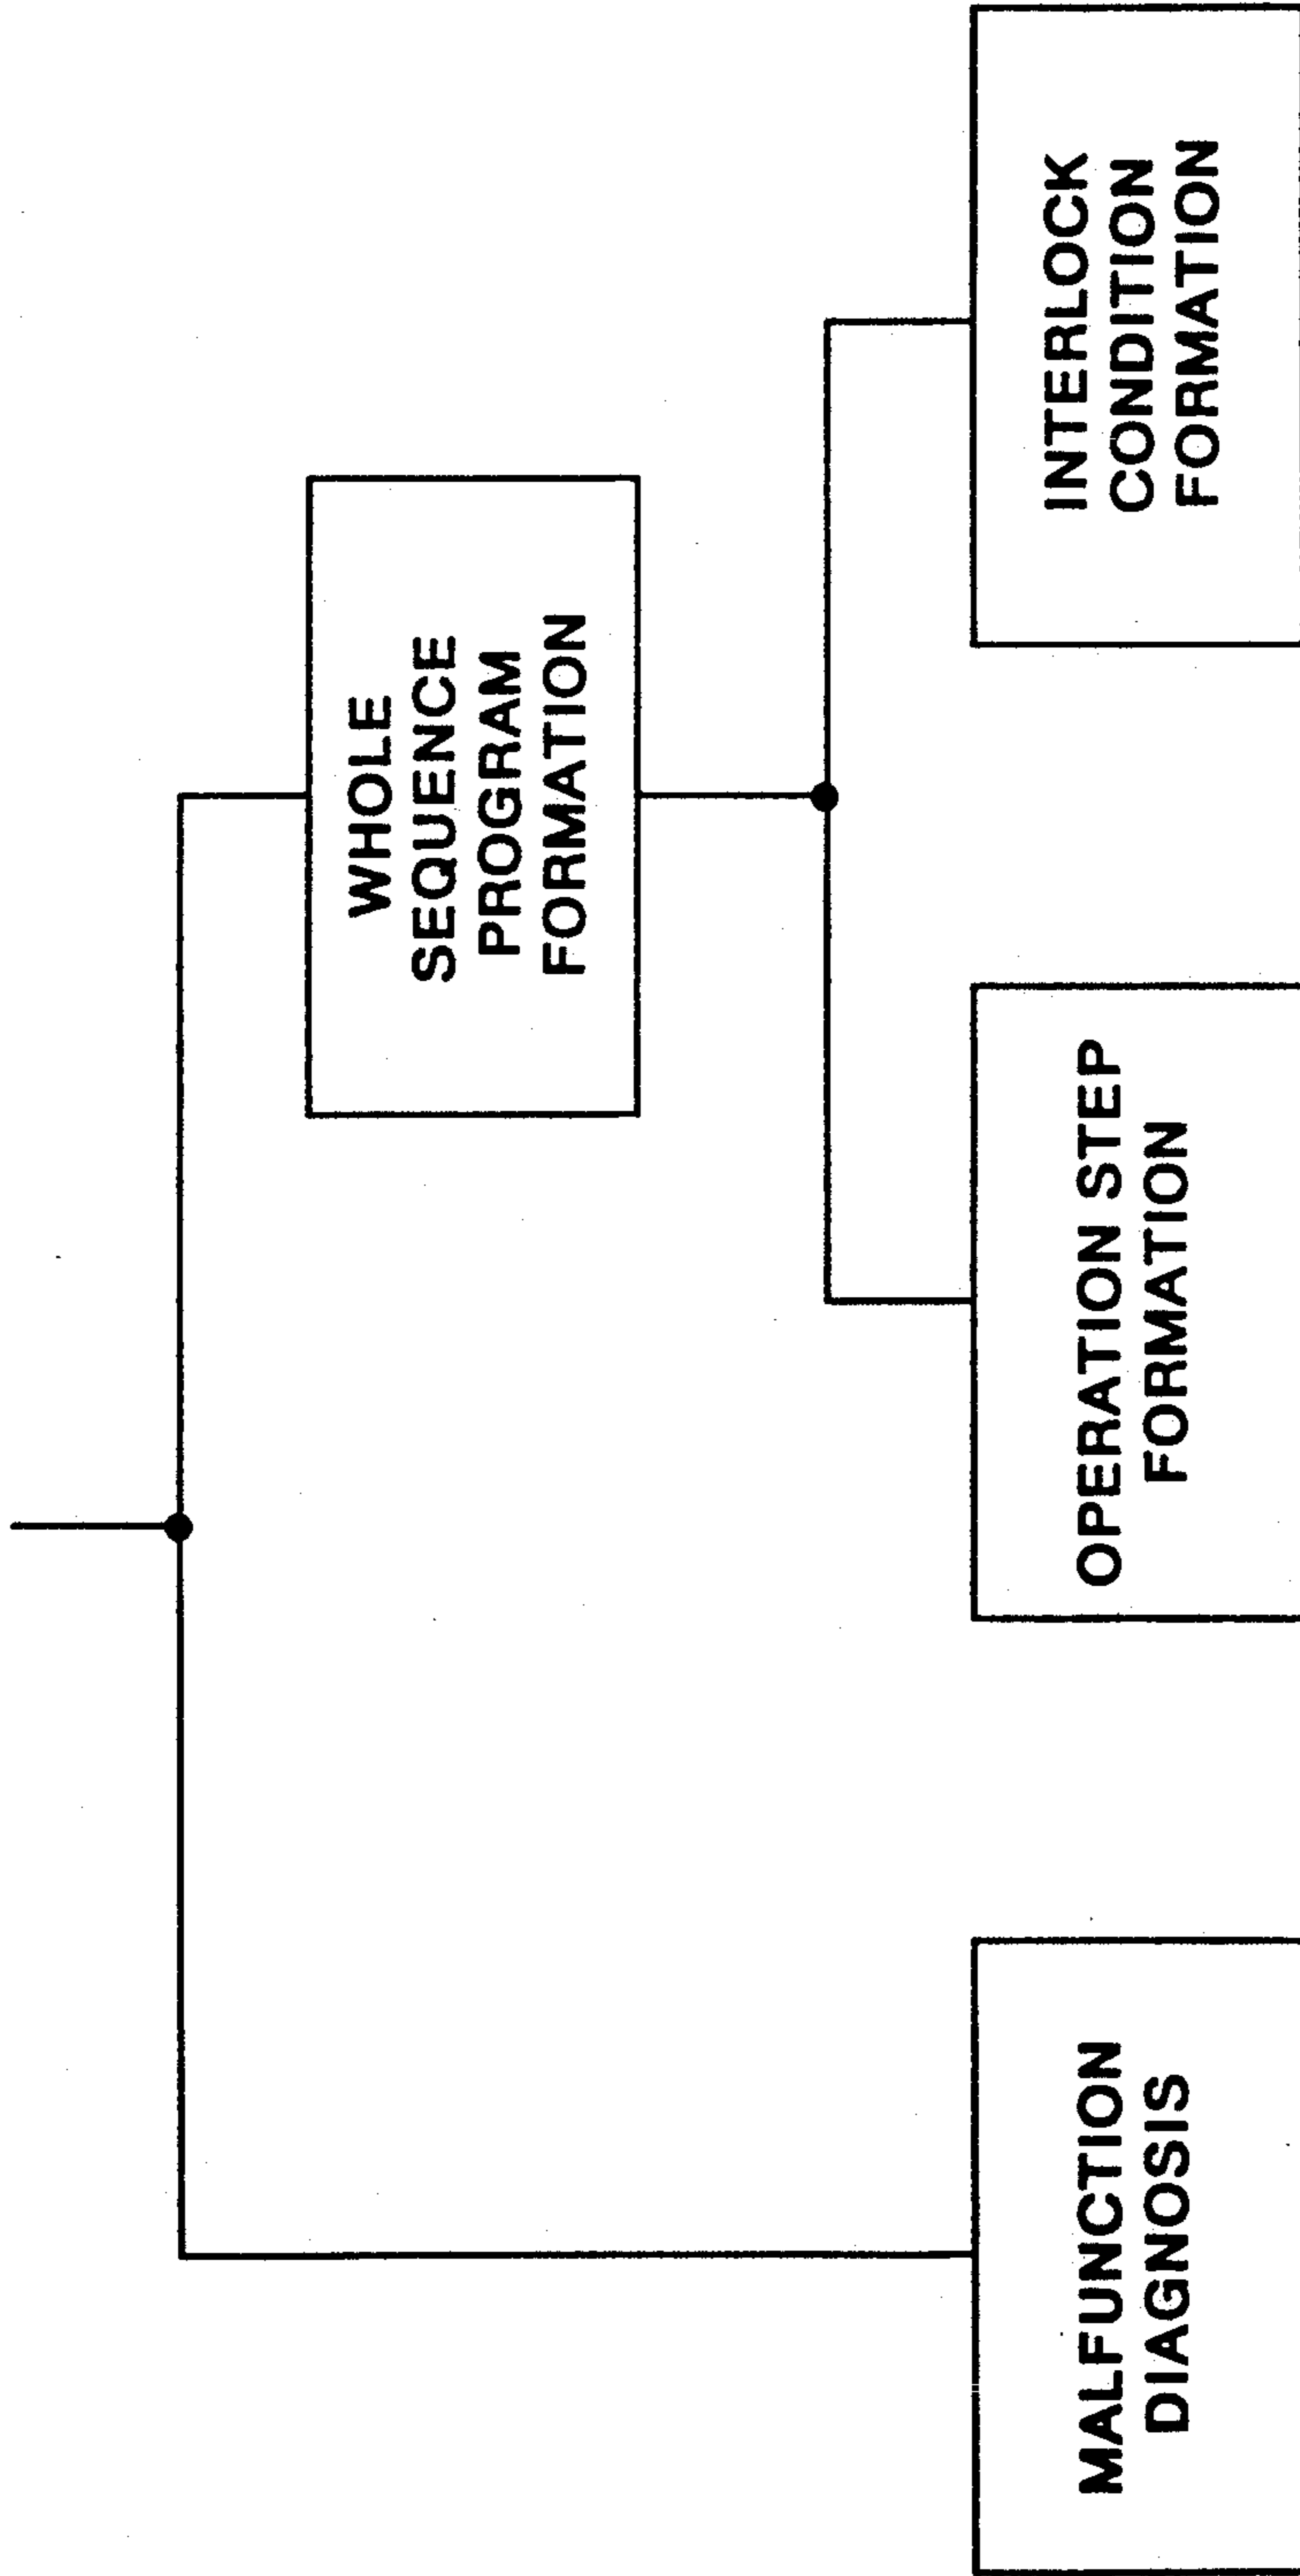 WHOLE
SEQUENCE
PROGRAM
FORMATION
MALFUNCTION
DIAGNOSIS
OPERATION STEP
FORMATION
INTERLOCK
CONDITION
FORMATION